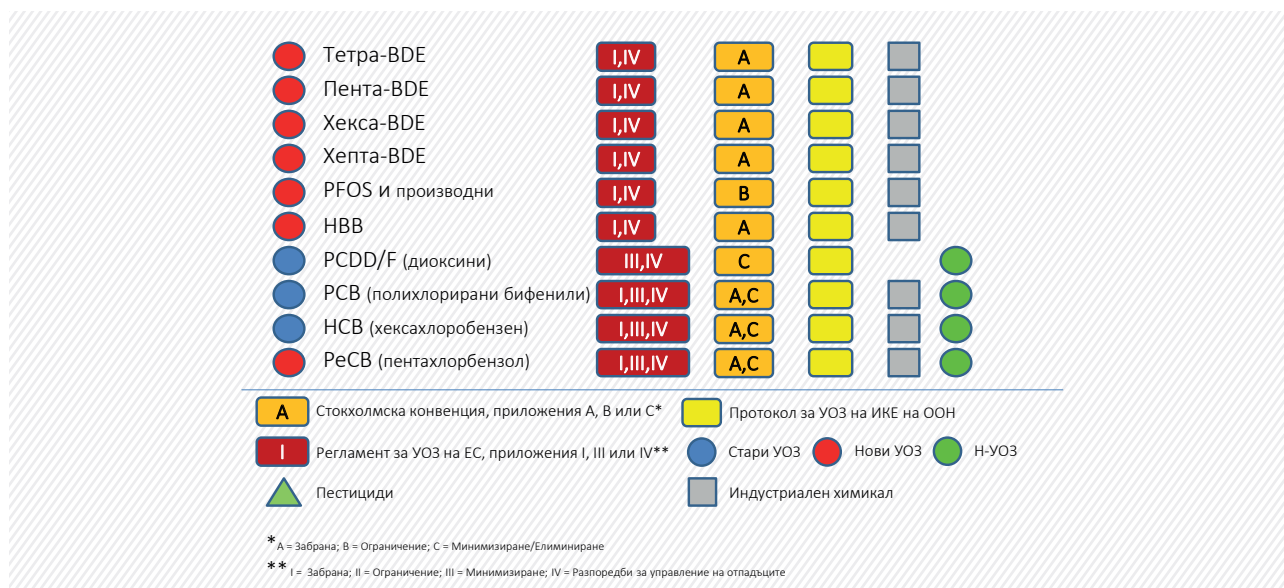 Тетра-BDE I,IV A
Пента-BDE I,IV A
Хекса-BDE I,IV A
Хепта-BDE I,IV A
PFOS и производни I,IV B
HBB I,IV A
PCDD/F (диоксини) III,IV C
PCB (полихлорирани бифенили) I,III,IV A,C
HCB (хексахлоробензен) I,III,IV A,C
PeCB (пентахлорбензол) I,III,IV A,C
A Стокхолмска конвенция, приложения А, В или С* Протокол за УОЗ на ИКЕ на ООН
I Регламент за УОЗ на ЕС, приложения I, III или IV** Стари УОЗ Нови УОЗ Н-УОЗ
Пестициди Индустриален химикал
*A = Забрана; B = Ограничение; C = Минимизиране/Елиминиране
**I = Забрана; II = Ограничение; III = Минимизиране; IV = Разпоредби за управление на отпадъците